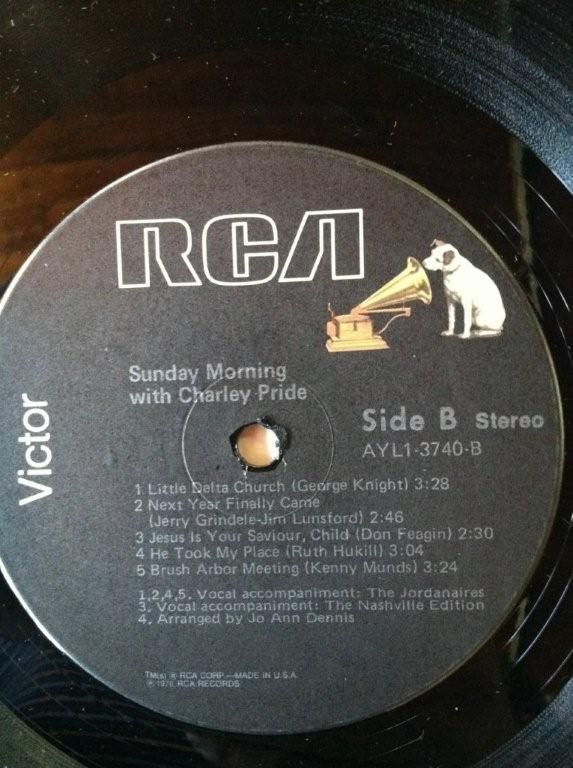 RCA
Sunday Morning
with Charley Pride
Victor
Side B Stereo
AYL1-3740-B
1 Little Delta Church (George Knight) 3:28
2 Next Year Finally Came
(Jerry Grindele-Jim Lunsford) 2:46
3 Jesus Is Your Saviour, Child (Don Feagin) 2:30
4 He Took My Place (Ruth Hukill) 3:04
5 Brush Arbor Meeting (Kenny Munds) 3:24
1,2,4,5. Vocal accompaniment: The Jordanaires
3. Vocal accompaniment: The Nashville Edition
4. Arranged by Jo Ann Dennis
TM(s) ® RCA CORP.—MADE IN U.S.A.
℗ 1976, RCA RECORDS